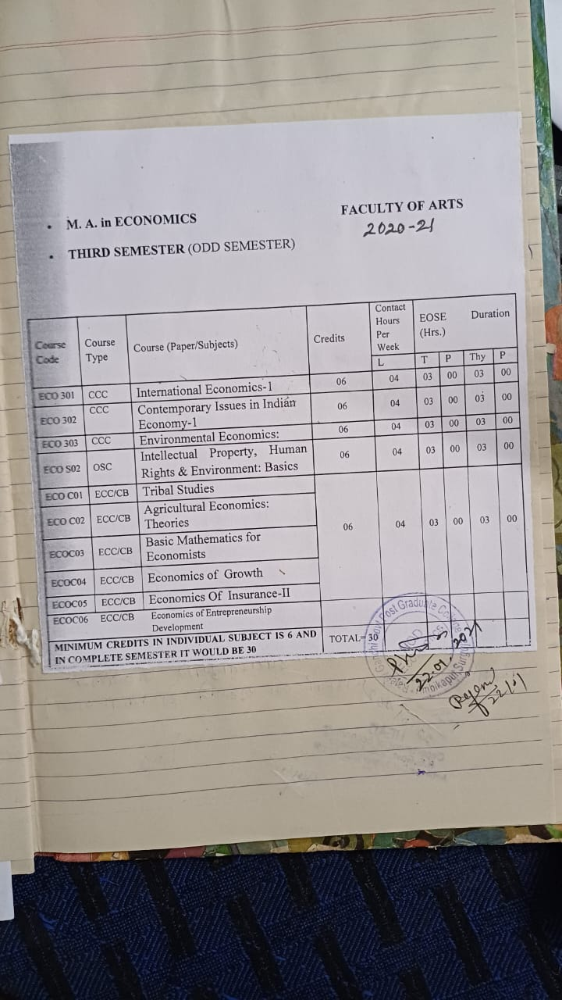 M. A. in ECONOMICS
FACULTY OF ARTS
2020-21
THIRD SEMESTER (ODD SEMESTER)
Course Code Course Type Course (Paper/Subjects) Credits Contact Hours Per Week EOSE Duration (Hrs.)
L T P Thy P
ECO 301 CCC International Economics-1 06 04 03 00 03 00
ECO 302 CCC Contemporary Issues in Indian Economy-1 06 04 03 00 03 00
ECO 303 CCC Environmental Economics: 06 04 03 00 03 00
ECO S02 OSC Intellectual Property, Human Rights & Environment: Basics 06 04 03 00 03 00
ECO C01 ECC/CB Tribal Studies
ECO C02 ECC/CB Agricultural Economics: Theories
06 04 03 00 03 00
ECOC03 ECC/CB Basic Mathematics for Economists
ECOC04 ECC/CB Economics of Growth
ECOC05 ECC/CB Economics Of Insurance-II
ECOC06 ECC/CB Economics of Entrepreneurship Development
MINIMUM CREDITS IN INDIVIDUAL SUBJECT IS 6 AND IN COMPLETE SEMESTER IT WOULD BE 30 TOTAL= 30
Post Graduate College
22.01.2021
22/01